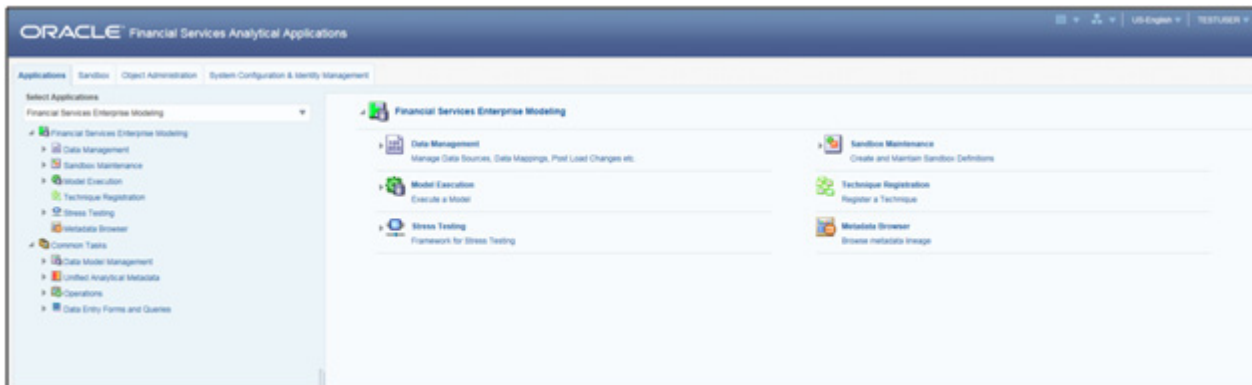 ORACLE Financial Services Analytical Applications
US-English
TESTUSER
Applications Sandbox Object Administration System Configuration & Identity Management
Select Applications
Financial Services Enterprise Modeling
Financial Services Enterprise Modeling
Data Management
Sandbox Maintenance
Model Execution
Technique Registration
Stress Testing
Metadata Browser
Common Tasks
Data Model Management
Unified Analytical Metadata
Operations
Data Entry Forms and Queries
Financial Services Enterprise Modeling
Data Management
Manage Data Sources, Data Mappings, Post Load Changes etc.
Sandbox Maintenance
Create and Maintain Sandbox Definitions
Model Execution
Execute a Model
Technique Registration
Register a Technique
Stress Testing
Framework for Stress Testing
Metadata Browser
Browse metadata lineage